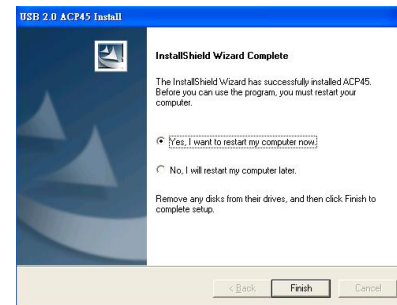 USB 2.0 ACP45 Install
InstallShield Wizard Complete
The InstallShield Wizard has successfully installed ACP45.
Before you can use the program, you must restart your
computer.
Yes, I want to restart my computer now.
No, I will restart my computer later.
Remove any disks from their drives, and then click Finish to
complete setup.
< Back
Finish
Cancel